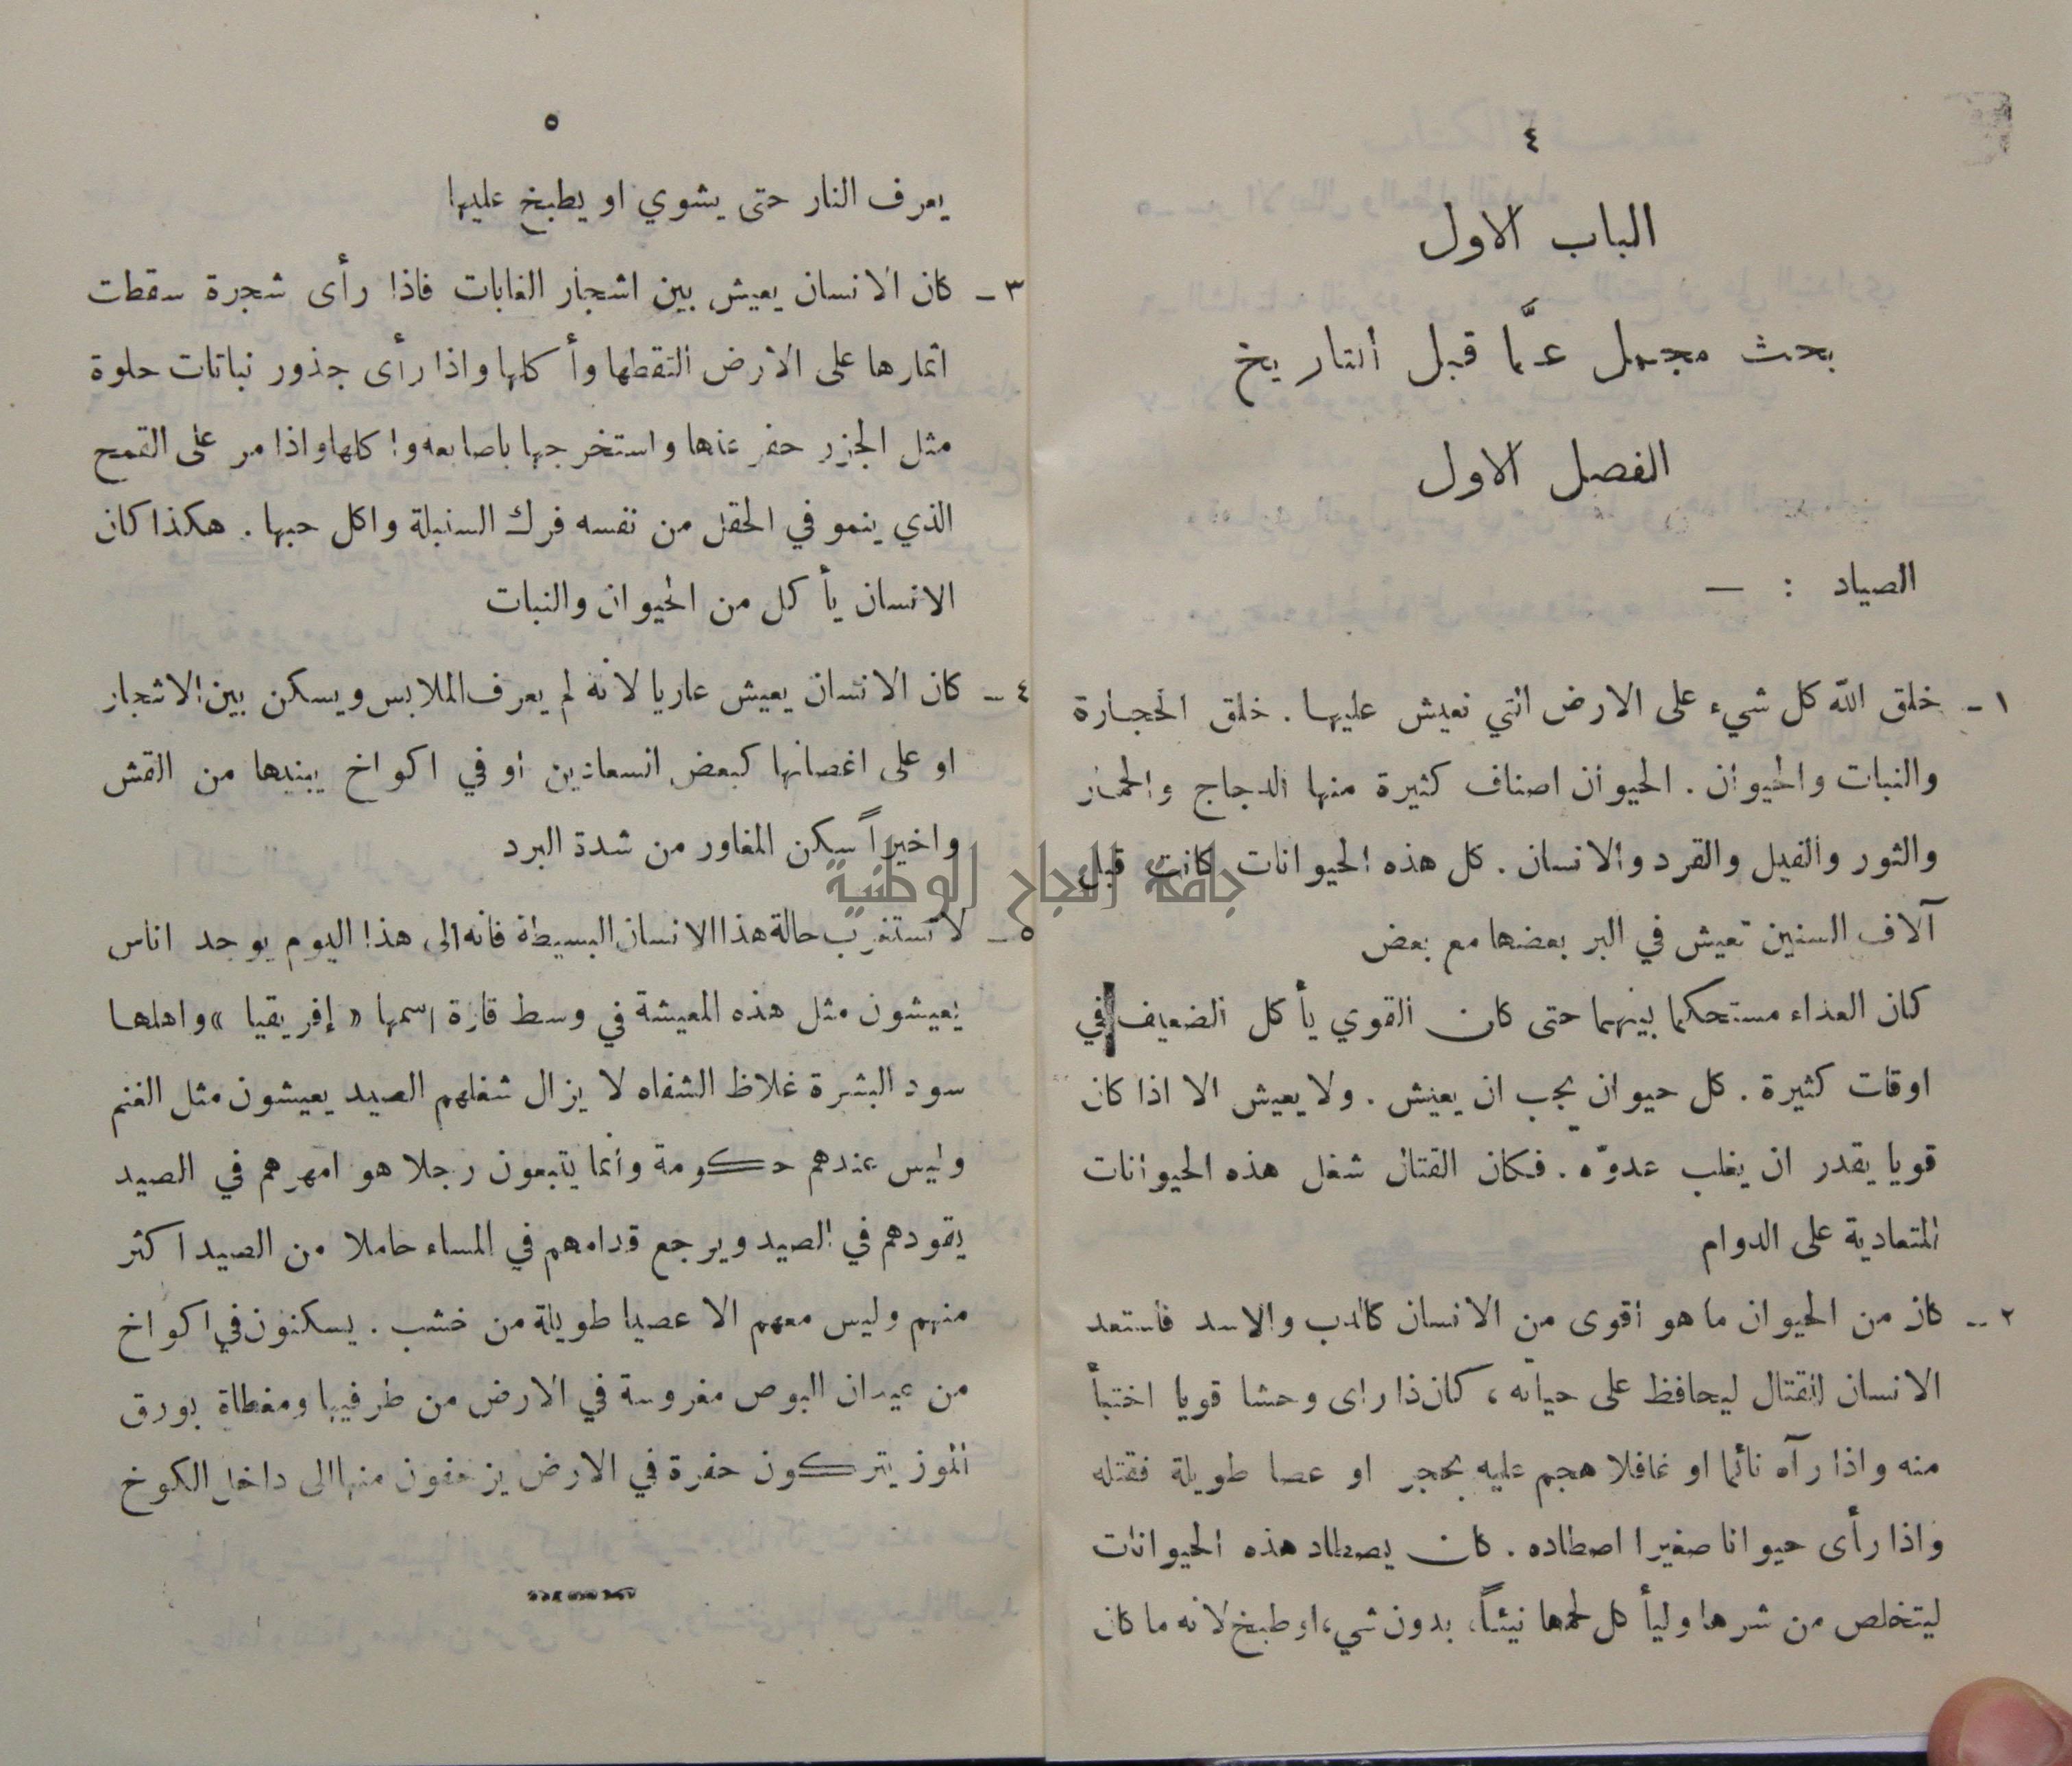 ٤
الباب الاول
بحث مجمل عمَّا قبل التاريخ
الفصل الاول
الصياد : —
١ ـ خلق الله كل شيء على الارض التي نعيش عليها . خلق الحجارة
والنبات والحيوان . الحيوان اصناف كثيرة منها الدجاج والحمار
والثور والفيل والقرد والانسان . كل هذه الحيوانات كانت قبل
آلاف السنين تعيش في البر بعضها مع بعض
كان العداء مستحكما بينهما حتى كان القوي يأكل الضعيف في
اوقات كثيرة . كل حيوان يجب ان يعيش . ولا يعيش الا اذا كان
قويا يقدر ان يغلب عدوّه . فكان القتال شغل هذه الحيوانات
المتعادية على الدوام
٢ ـ كان من الحيوان ما هو أقوى من الانسان كالدب والاسد فاستعد
الانسان للقتال ليحافظ على حياته ، كان ذا راى وحشا قويا اختبأ
منه واذا رآه نائما او غافلا هجم عليه بحجر او عصا طويلة فقتله
واذا رأى حيوانا صغيرا اصطاده . كان يصطاد هذه الحيوانات
ليتخلص من شرها وليأكل لحمها نيئاً، بدون شي، او طبخ لانه ما كان
٥
يعرف النار حتى يشوي او يطبخ عليها
٣ ـ كان الانسان يعيش بين اشجار الغابات فاذا رأى شجرة سقطت
اثمارها على الارض التقطها وأكلها واذا رأى جذور نباتات حلوة
مثل الجزر حفر عنها واستخرجها باصابعه واكلها واذا مر على القمح
الذي ينمو في الحقل من نفسه فرك السنبلة واكل حبها . هكذا كان
الانسان يأكل من الحيوان والنبات
٤ ـ كان الانسان يعيش عاريا لانه لم يعرف الملابس ويسكن بين الاشجار
او على اغصانها كبعض السعادين او في اكواخ يبنيها من القش
واخيراً سكن المغاور من شدة البرد
جامعة النجاح الوطنية
٥ ـ لا تستغرب حالة هذا الانسان البسيطة فانه الى هذا اليوم يوجد اناس
يعيشون مثل هذه المعيشة في وسط قارة اسمها « إفريقيا » واهلها
سود البشرة غلاظ الشفاه لا يزال شغلهم الصيد يعيشون مثل الغنم
وليس عندهم حكومة وانما يتبعون رجلا هو امهرهم في الصيد
يقودهم في الصيد ويرجع قدامهم في المساء حاملا من الصيد اكثر
منهم وليس معهم الا عصيا طويلة من خشب . يسكنون في اكواخ
من عيدان البوص مغروسة في الارض من طرفيها ومغطاة بورق
الموز يتركون حفرة في الارض يزحفون منها الى داخل الكوخ